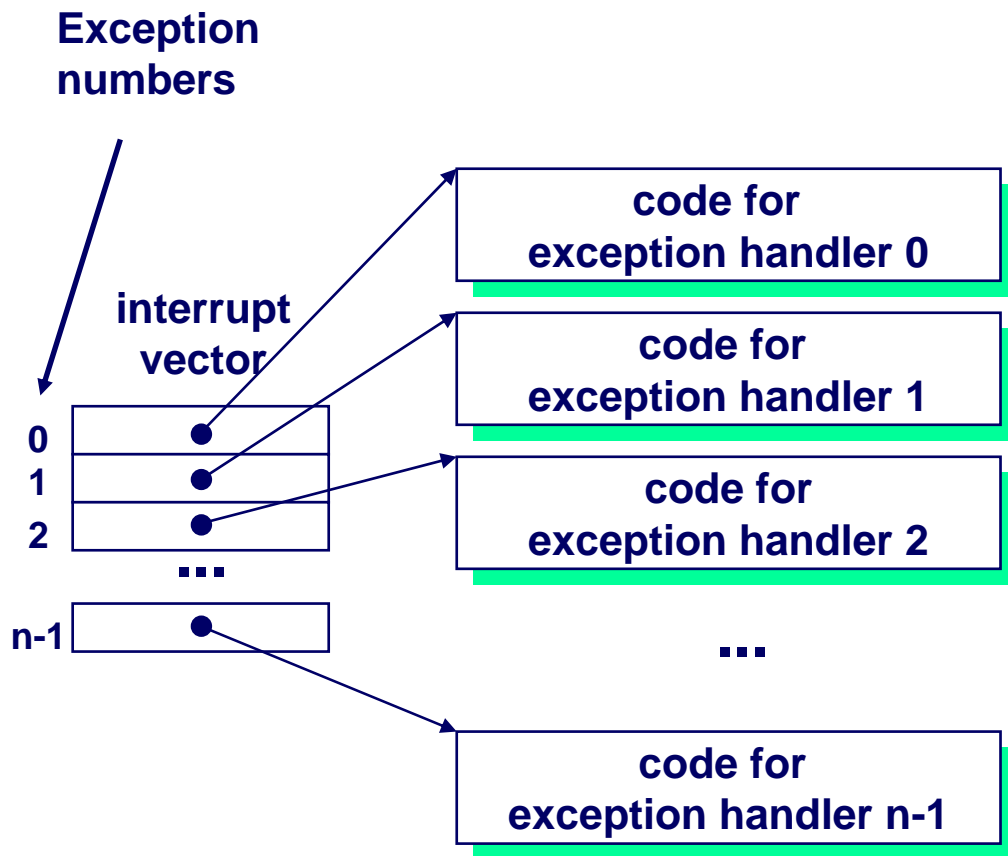 Exception
numbers
code for
exception handler 0
interrupt
vector
code for
exception handler 1
0
1
2
code for
exception handler 2
...
n-1
...
code for
exception handler n-1